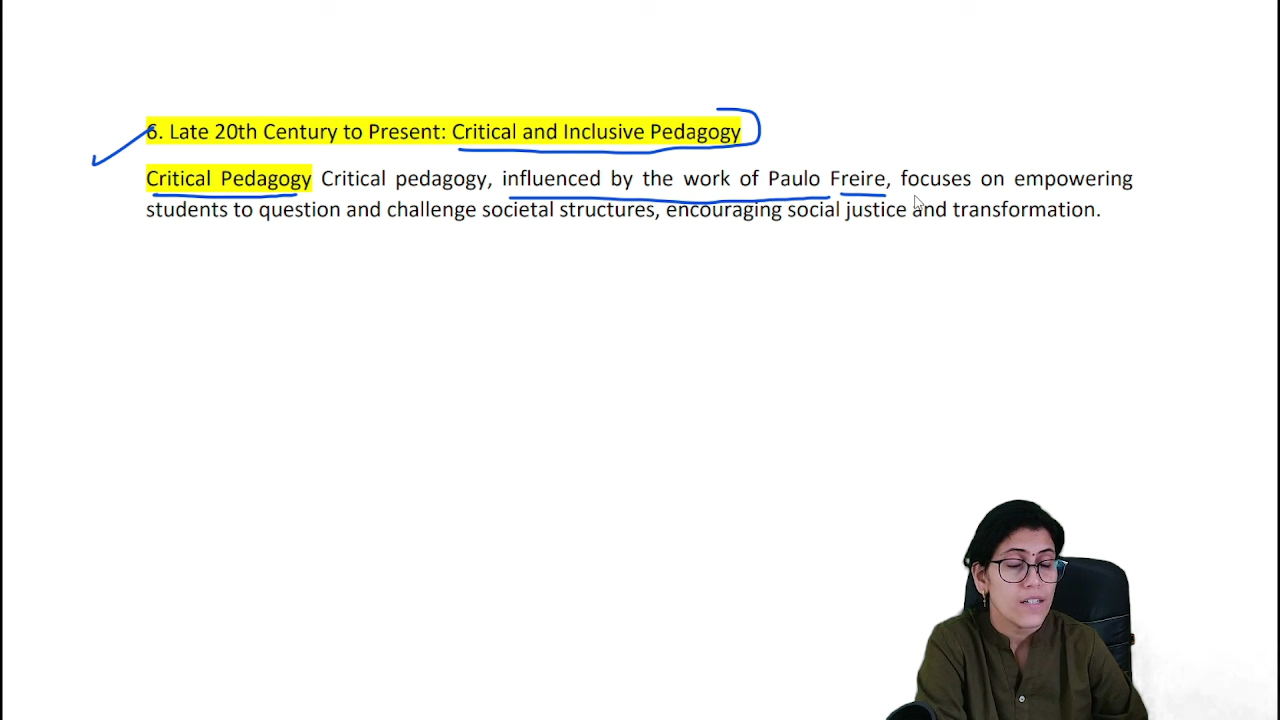 6. Late 20th Century to Present: Critical and Inclusive Pedagogy
Critical Pedagogy Critical pedagogy, influenced by the work of Paulo Freire, focuses on empowering
students to question and challenge societal structures, encouraging social justice and transformation.